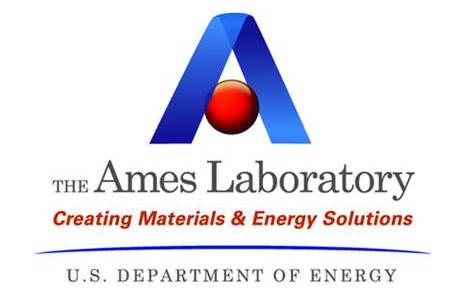 THE Ames Laboratory
Creating Materials & Energy Solutions
U.S. DEPARTMENT OF ENERGY